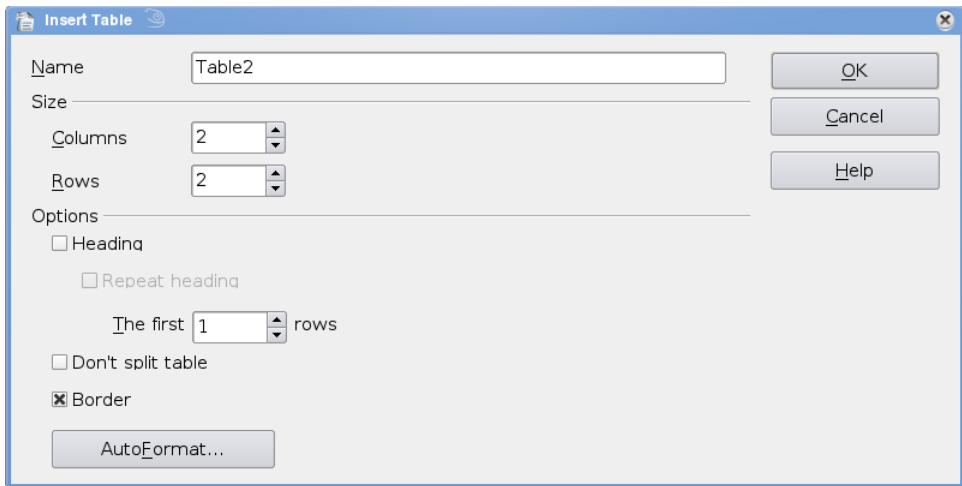 Insert Table
Name Table2 OK
Size
Cancel
Columns 2
Rows 2 Help
Options
Heading
Repeat heading
The first 1 rows
Don't split table
Border
AutoFormat...